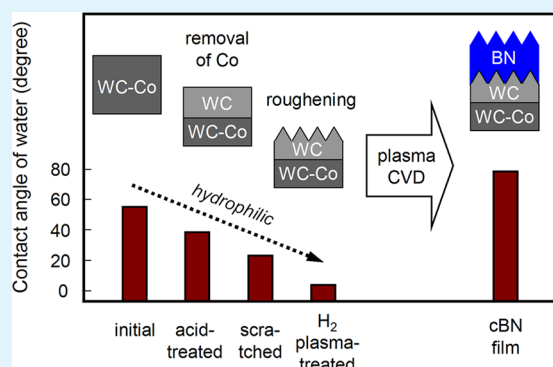 Contact angle of water (degree)
80
60
40
20
0
WC-Co
removal
of Co
WC
WC-Co
roughening
WC
WC-Co
hydrophilic
plasma
CVD
BN
WC
WC-Co
initial
acid-
treated
scra-
tched
H2
plasma-
treated
cBN
film